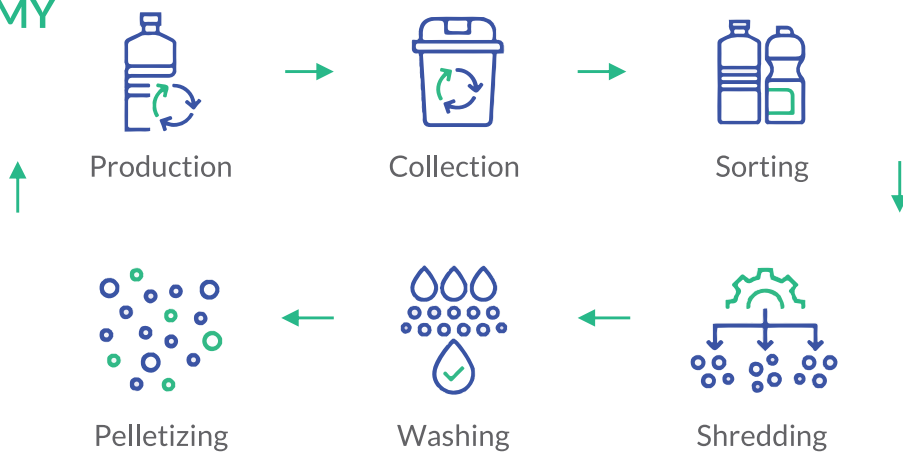 MY
Production
Collection
Sorting
Pelletizing
Washing
Shredding